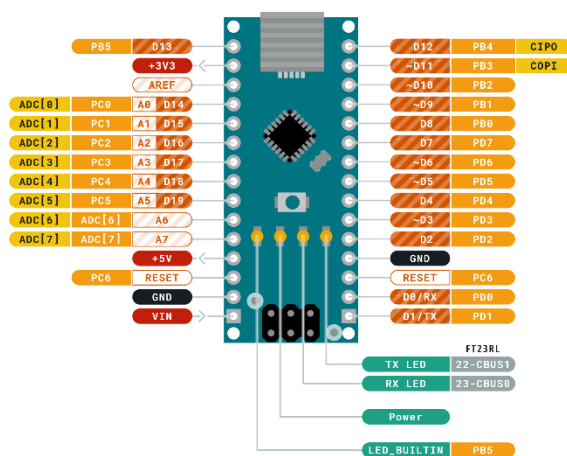 PB5 D13 ~D12 PB4 CIPO
+3V3 ~D11 PB3 COPI
AREF ~D10 PB2
ADC[0] PC0 A0 D14 ~D9 PB1
ADC[1] PC1 A1 D15 D8 PB0
ADC[2] PC2 A2 D16 D7 PD7
ADC[3] PC3 A3 D17 ~D6 PD6
ADC[4] PC4 A4 D18 ~D5 PD5
ADC[5] PC5 A5 D19 D4 PD4
ADC[6] ADC[6] A6 ~D3 PD3
ADC[7] ADC[7] A7 D2 PD2
+5V GND
PC6 RESET RESET PC6
GND D0/RX PD0
VIN D1/TX PD1
FT23RL
TX LED 22-CBUS1
RX LED 23-CBUS0
Power
LED_BUILTIN PB5